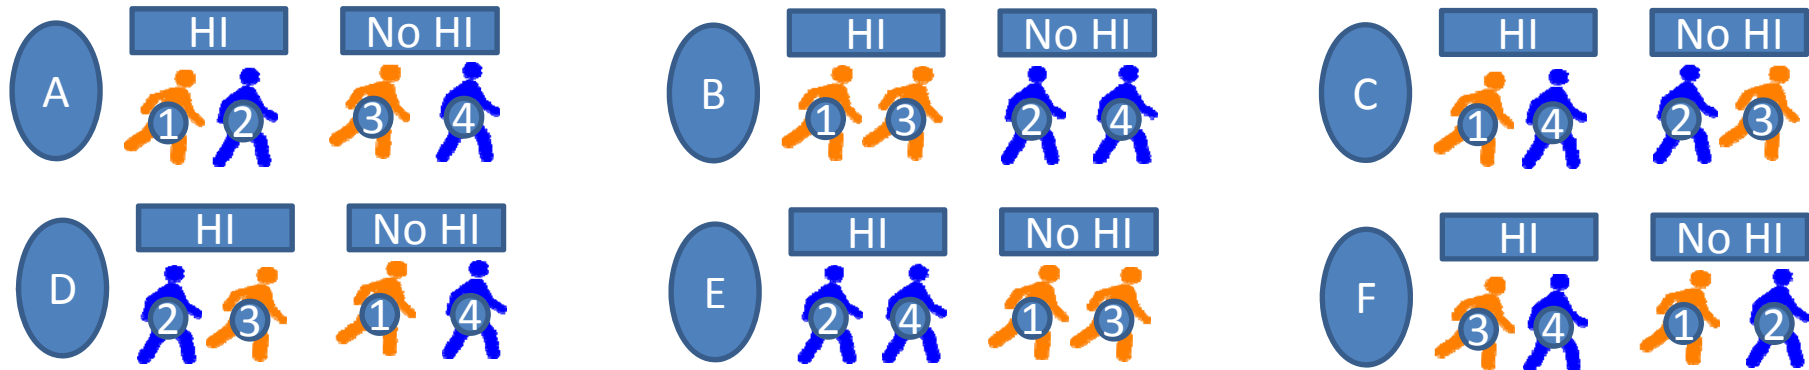 A HI No HI
1 2 3 4
B HI No HI
1 3 2 4
C HI No HI
1 4 2 3
D HI No HI
2 3 1 4
E HI No HI
2 4 1 3
F HI No HI
3 4 1 2